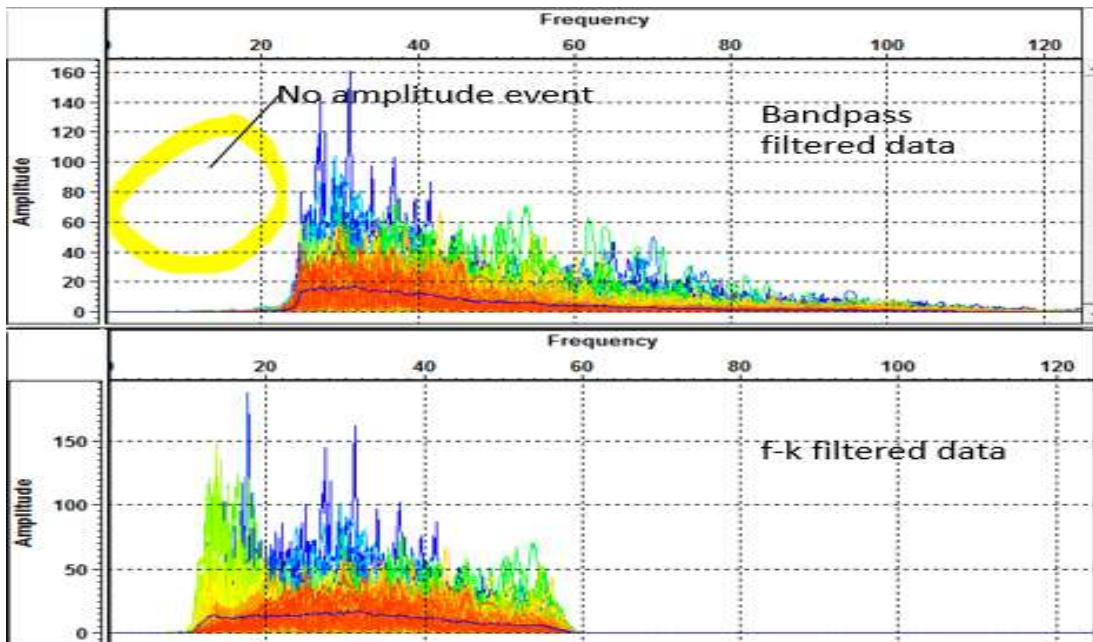 Frequency
20 40 60 80 100 120
160
140
120
100
80
60
40
20
0
Amplitude
No amplitude event
Bandpass
filtered data
Frequency
20 40 60 80 100 120
150
100
50
0
Amplitude
f-k filtered data